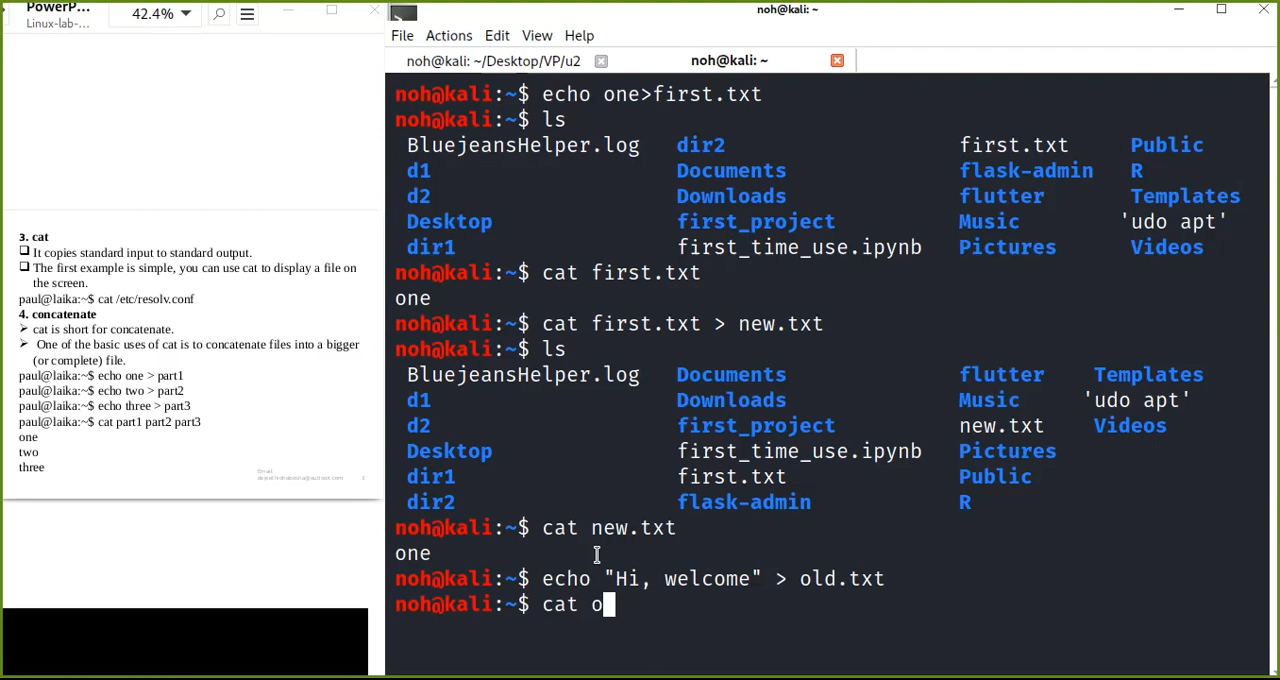 PowerP...
Linux-lab-...
42.4%
3. cat
It copies standard input to standard output.
The first example is simple, you can use cat to display a file on
the screen.
paul@laika:~$ cat /etc/resolv.conf
4. concatenate
cat is short for concatenate.
One of the basic uses of cat is to concatenate files into a bigger
(or complete) file.
paul@laika:~$ echo one > part1
paul@laika:~$ echo two > part2
paul@laika:~$ echo three > part3
paul@laika:~$ cat part1 part2 part3
one
two
three
Email
3
noh@kali: ~
File Actions Edit View Help
noh@kali: ~/Desktop/VP/u2 noh@kali: ~
noh@kali:~$ echo one>first.txt
noh@kali:~$ ls
BluejeansHelper.log dir2 first.txt Public
d1 Documents flask-admin R
d2 Downloads flutter Templates
Desktop first_project Music 'udo apt'
dir1 first_time_use.ipynb Pictures Videos
noh@kali:~$ cat first.txt
one
noh@kali:~$ cat first.txt > new.txt
noh@kali:~$ ls
BluejeansHelper.log Documents flutter Templates
d1 Downloads Music 'udo apt'
d2 first_project new.txt Videos
Desktop first_time_use.ipynb Pictures
dir1 first.txt Public
dir2 flask-admin R
noh@kali:~$ cat new.txt
one
noh@kali:~$ echo "Hi, welcome" > old.txt
noh@kali:~$ cat o